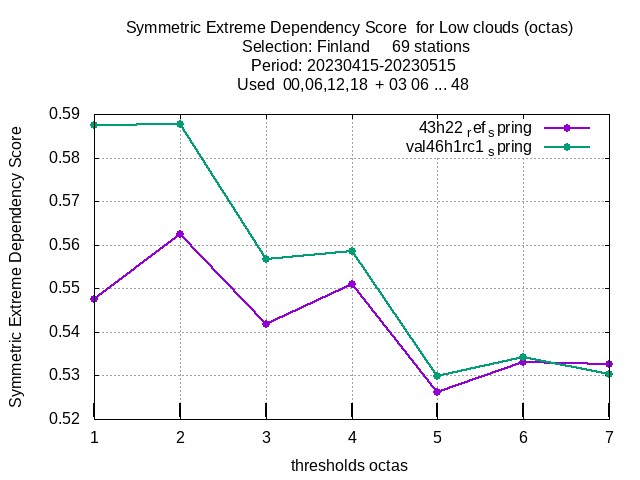 Symmetric Extreme Dependency Score  for Low clouds (octas)
Selection: Finland     69 stations
Period: 20230415-20230515
Used  00,06,12,18  + 03 06 ... 48
Symmetric Extreme Dependency Score
0.59
0.58
0.57
0.56
0.55
0.54
0.53
0.52
43h22 ref spring
val46h1rc1 spring
1 2 3 4 5 6 7
thresholds octas